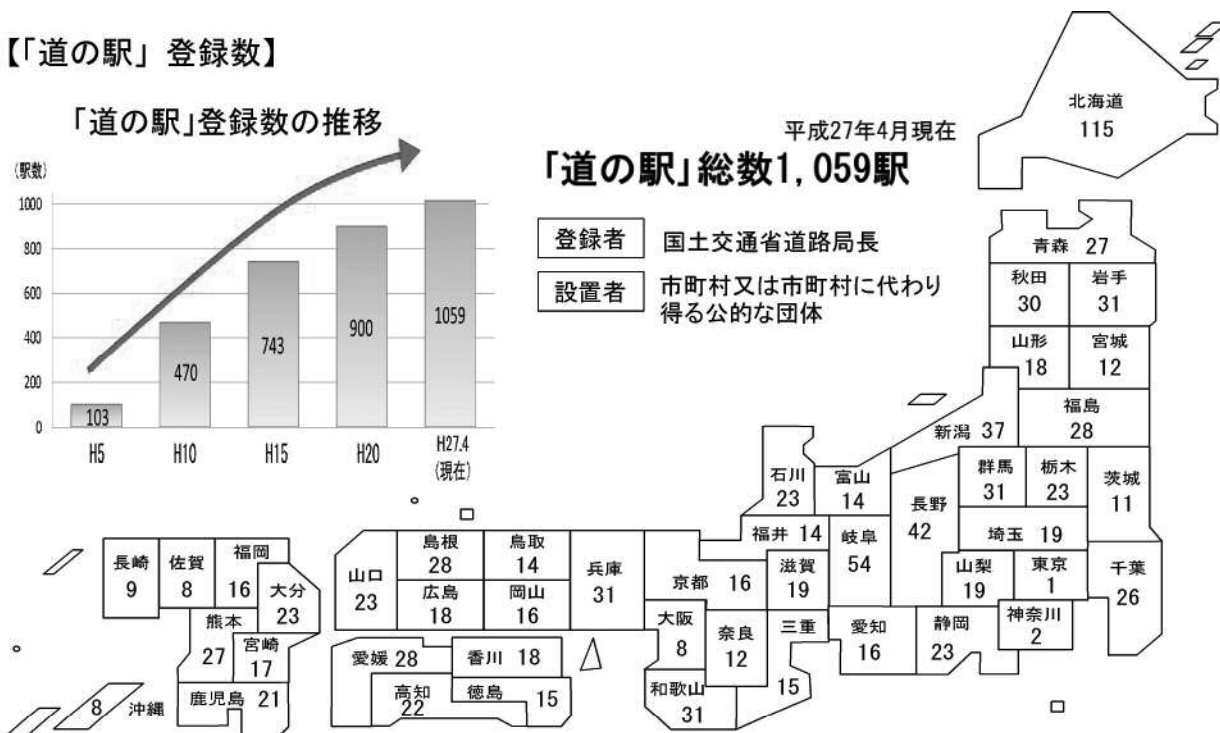 【「道の駅」 登録数】
「道の駅」登録数の推移
(駅数)
1000
800
600
400
200
0
103
470
743
900
1059
H5
H10
H15
H20
H27.4
(現在)
平成27年4月現在
「道の駅」総数1,059駅
登録者
国土交通省道路局長
設置者
市町村又は市町村に代わり
得る公的な団体
北海道
115
青森 27
秋田
30
岩手
31
山形
18
宮城
12
新潟 37
福島
28
石川
23
富山
14
長野
42
群馬
31
栃木
23
茨城
11
福井 14
岐阜
54
埼玉 19
山梨
19
東京
1
千葉
26
神奈川
2
長崎
9
佐賀
8
福岡
16
大分
23
熊本
27
宮崎
17
鹿児島 21
8 沖縄
山口
23
島根
28
鳥取
14
広島
18
岡山
16
兵庫
31
京都 16
滋賀
19
大阪
8
奈良
12
三重
15
愛知
16
静岡
23
和歌山
31
愛媛 28
香川 18
高知
22
徳島 15